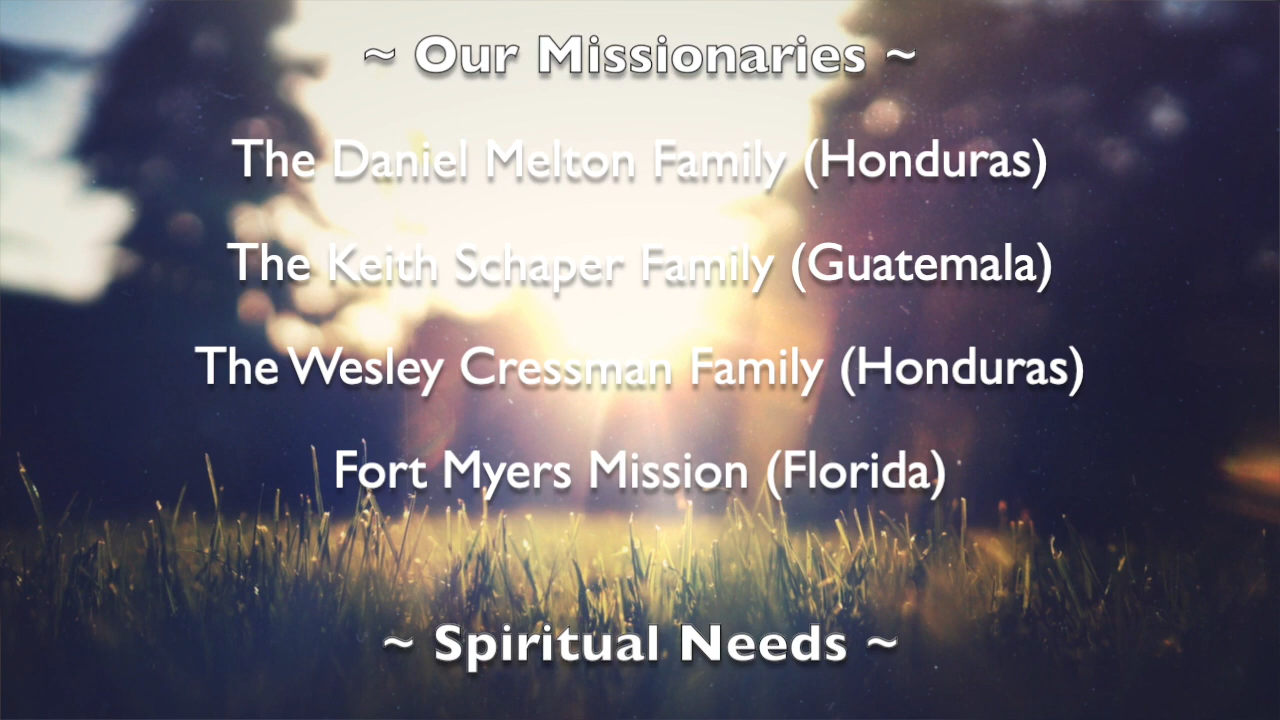 ~ Our Missionaries ~
The Daniel Melton Family (Honduras)
The Keith Schaper Family (Guatemala)
The Wesley Cressman Family (Honduras)
Fort Myers Mission (Florida)
~ Spiritual Needs ~